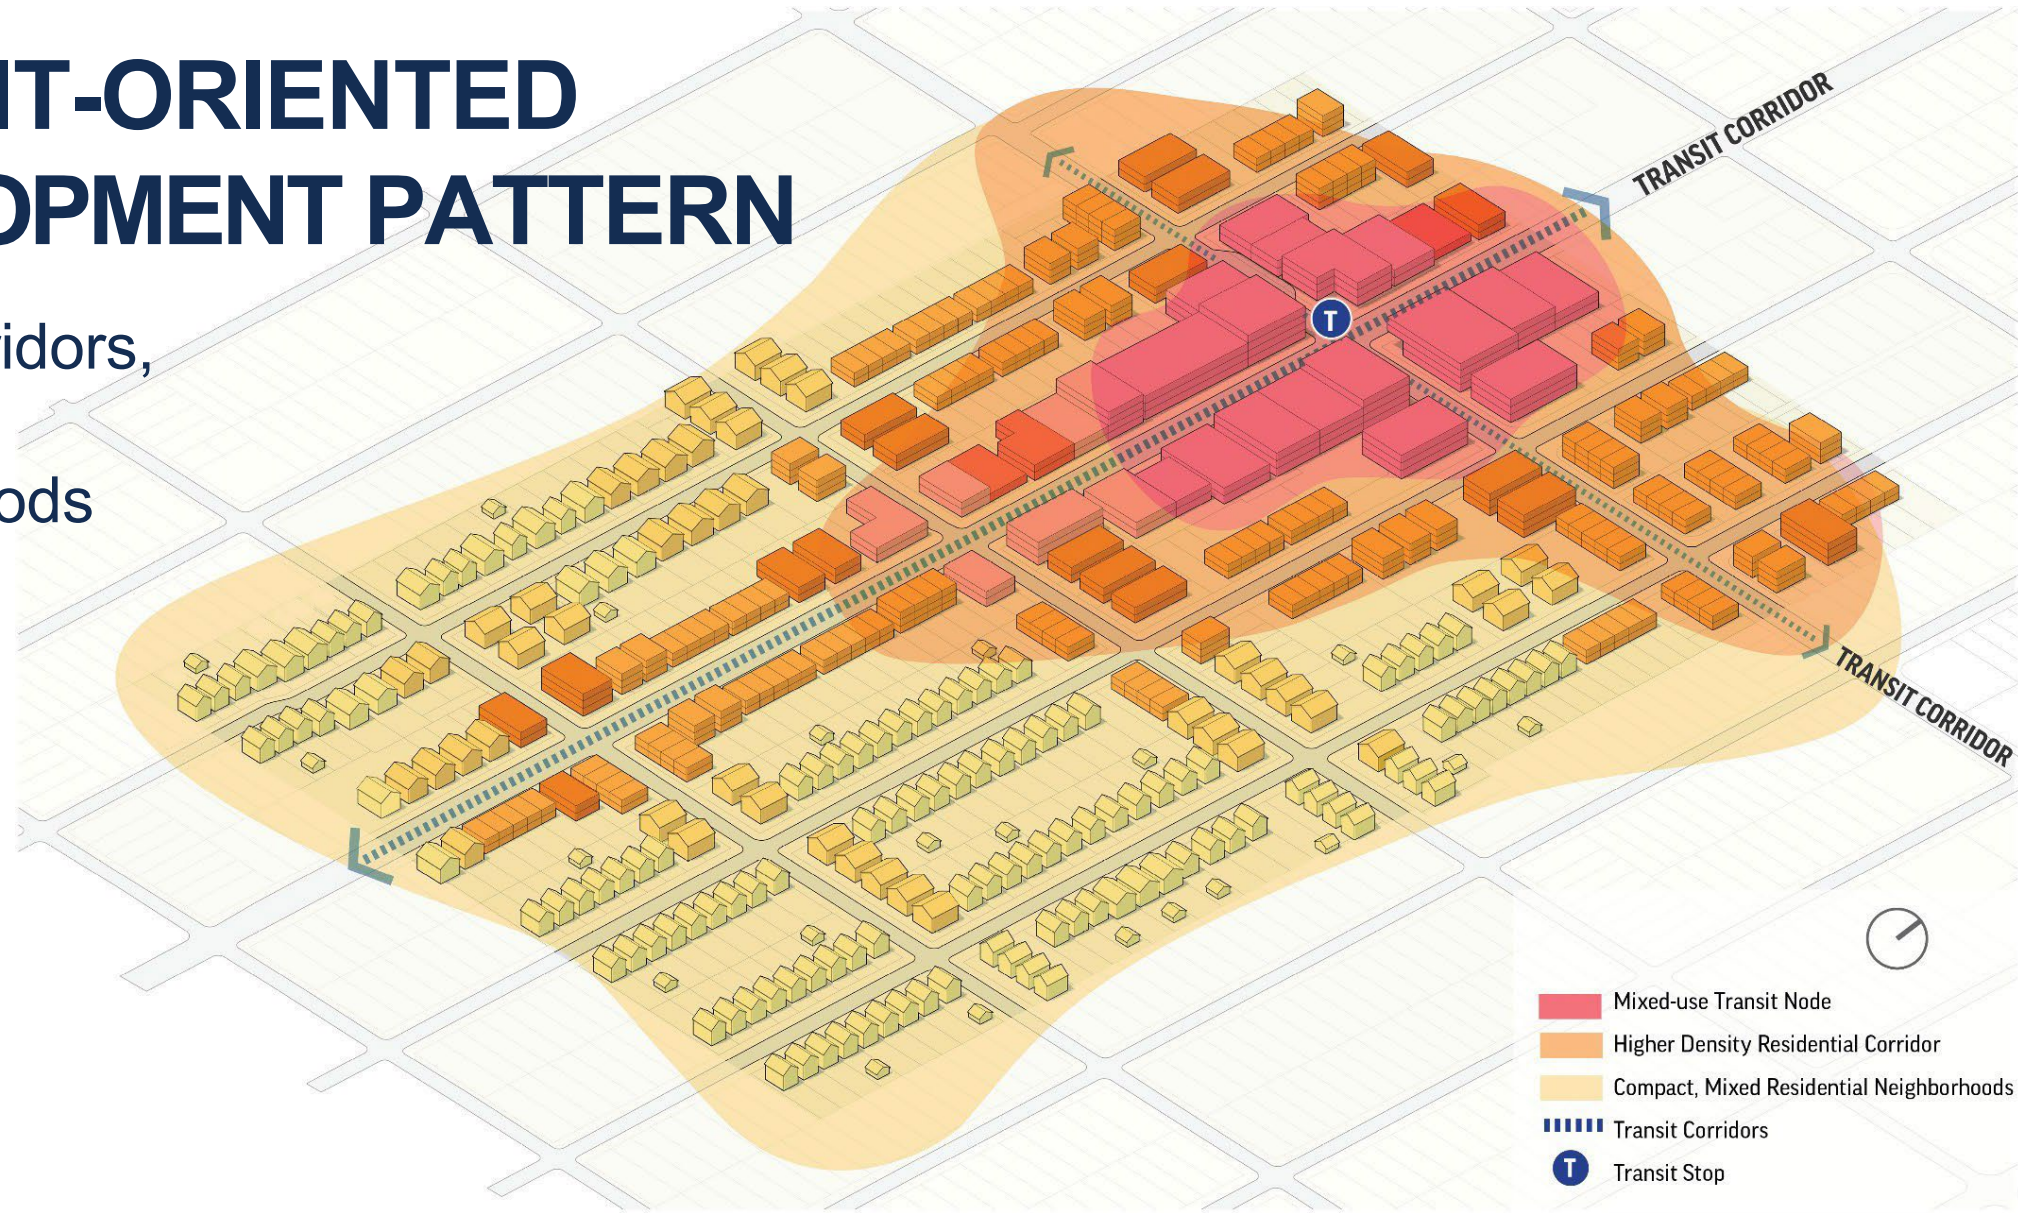 IT-ORIENTED
OPMENT PATTERN
idors,
ods
TRANSIT CORRIDOR
T
TRANSIT CORRIDOR
Mixed-use Transit Node
Higher Density Residential Corridor
Compact, Mixed Residential Neighborhoods
Transit Corridors
T Transit Stop